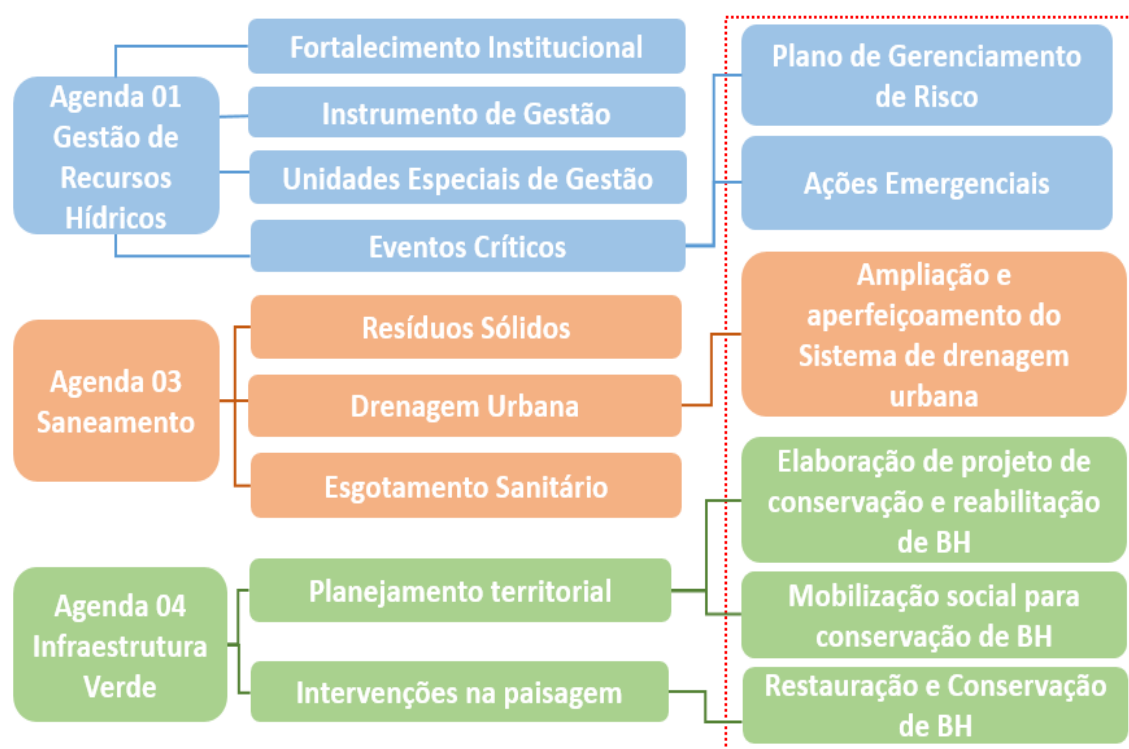 Agenda 01
Gestão de
Recursos
Hídricos
Fortalecimento Institucional
Instrumento de Gestão
Unidades Especiais de Gestão
Eventos Críticos
Plano de Gerenciamento
de Risco
Ações Emergenciais
Agenda 03
Saneamento
Resíduos Sólidos
Drenagem Urbana
Esgotamento Sanitário
Ampliação e
aperfeiçoamento do
Sistema de drenagem
urbana
Agenda 04
Infraestrutura
Verde
Planejamento territorial
Intervenções na paisagem
Elaboração de projeto de
conservação e reabilitação
de BH
Mobilização social para
conservação de BH
Restauração e Conservação
de BH